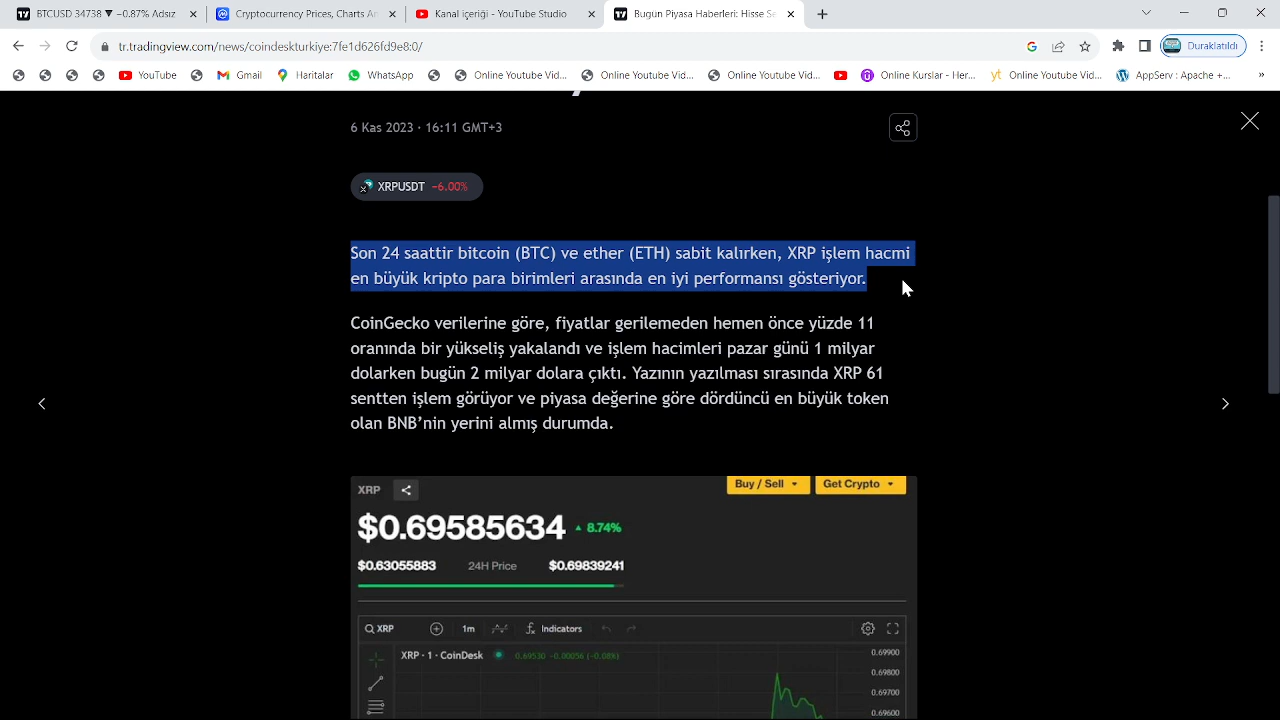 BTCUSD 34738 ▼ −0.87% Adsız
Cryptocurrency Prices, Charts An
Kanal içeriği - YouTube Studio
Bugün Piyasa Haberleri: Hisse Se
tr.tradingview.com/news/coindeskturkiye:7fe1d626fd9e8:0/
Duraklatıldı
YouTube
Gmail
Haritalar
WhatsApp
Online Youtube Vid...
Online Youtube Vid...
Online Youtube Vid...
Online Kurslar - Her...
Online Youtube Vid...
AppServ : Apache +...
»
6 Kas 2023 · 16:11 GMT+3
XRPUSDT −6.00%
Son 24 saattir bitcoin (BTC) ve ether (ETH) sabit kalırken, XRP işlem hacmi
en büyük kripto para birimleri arasında en iyi performansı gösteriyor.
CoinGecko verilerine göre, fiyatlar gerilemeden hemen önce yüzde 11
oranında bir yükseliş yakalandı ve işlem hacimleri pazar günü 1 milyar
dolarken bugün 2 milyar dolara çıktı. Yazının yazılması sırasında XRP 61
sentten işlem görüyor ve piyasa değerine göre dördüncü en büyük token
olan BNB’nin yerini almış durumda.
XRP
Buy / Sell
Get Crypto
$0.69585634 ▲ 8.74%
$0.63055883 24H Price $0.69839241
XRP
1m
Indicators
XRP · 1 · CoinDesk 0.69530 -0.00056 (-0.08%)
0.69900
0.69800
0.69700
0.69600